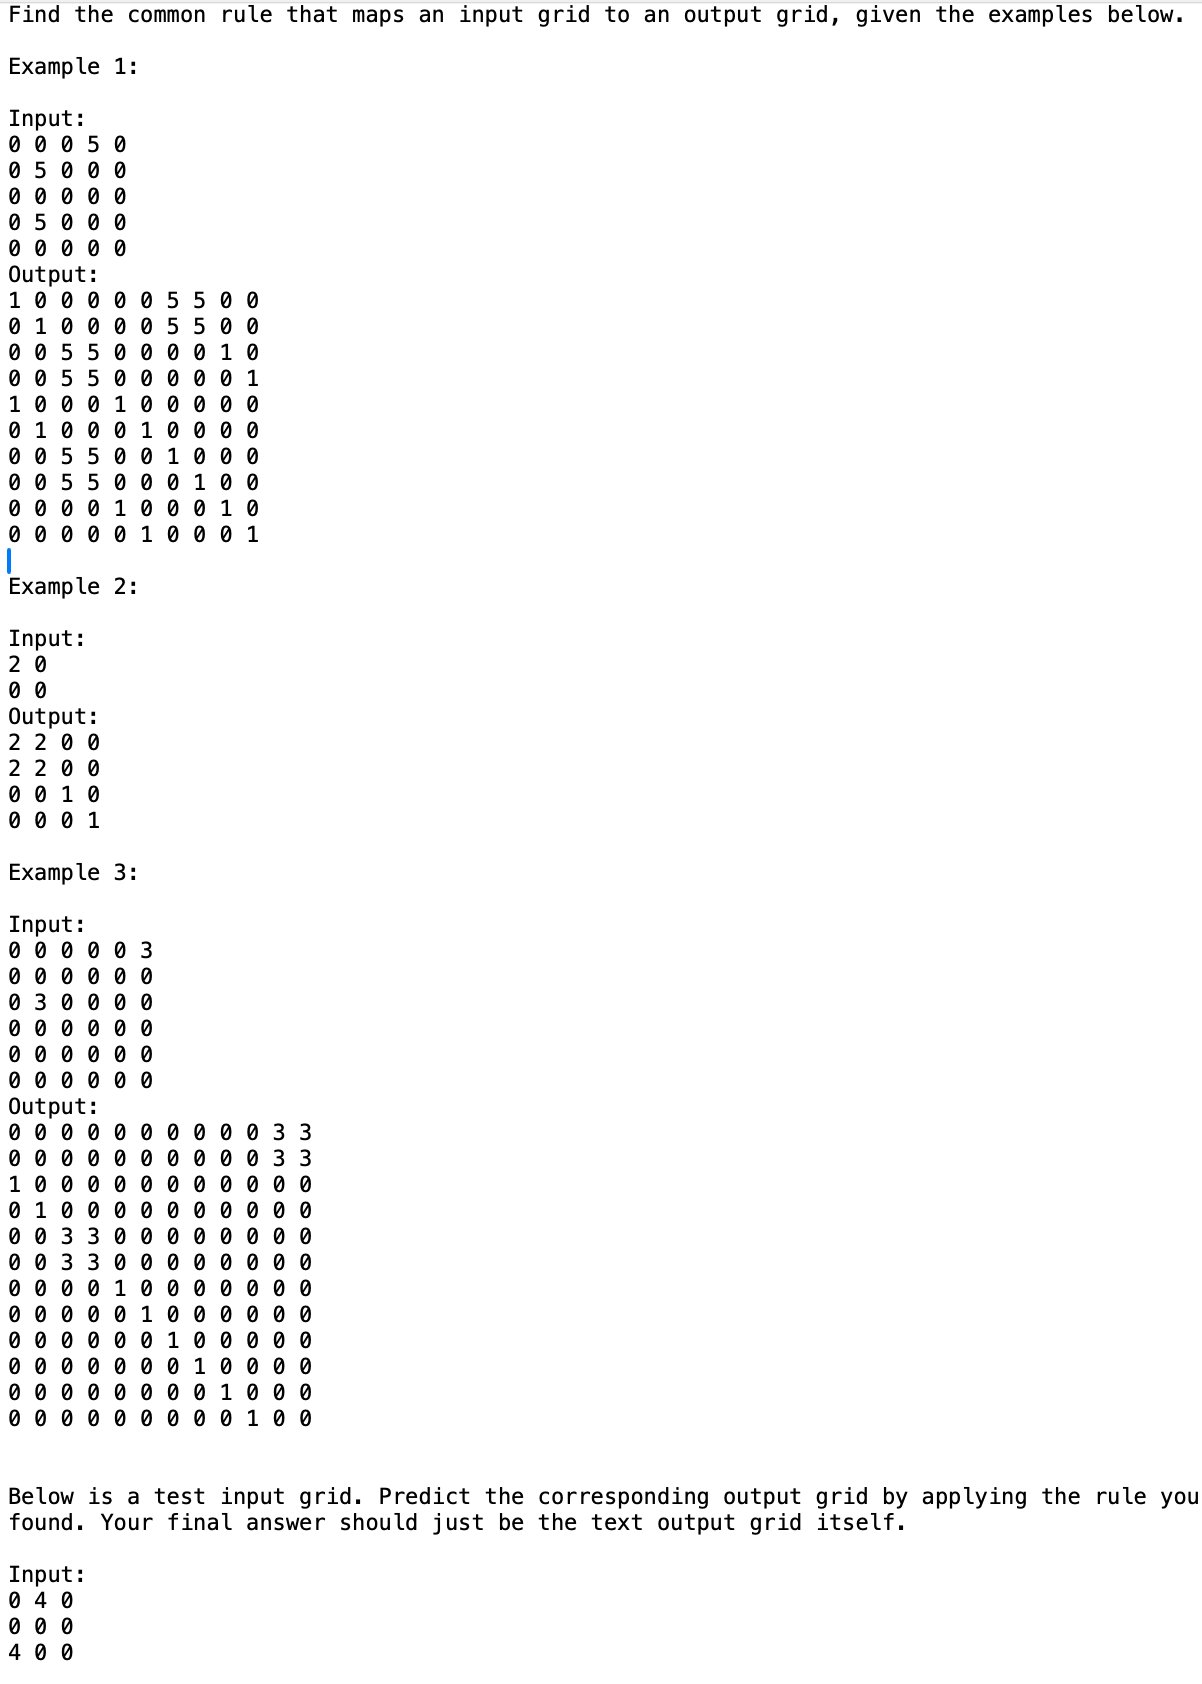 Find the common rule that maps an input grid to an output grid, given the examples below.
Example 1:
Input:
0 0 0 5 0
0 5 0 0 0
0 0 0 0 0
0 5 0 0 0
0 0 0 0 0
Output:
1 0 0 0 0 0 5 5 0 0
0 1 0 0 0 0 5 5 0 0
0 0 5 5 0 0 0 0 1 0
0 0 5 5 0 0 0 0 0 1
1 0 0 0 1 0 0 0 0 0
0 1 0 0 0 1 0 0 0 0
0 0 5 5 0 0 1 0 0 0
0 0 5 5 0 0 0 1 0 0
0 0 0 0 1 0 0 0 1 0
0 0 0 0 0 1 0 0 0 1
Example 2:
Input:
2 0
0 0
Output:
2 2 0 0
2 2 0 0
0 0 1 0
0 0 0 1
Example 3:
Input:
0 0 0 0 0 3
0 0 0 0 0 0
0 3 0 0 0 0
0 0 0 0 0 0
0 0 0 0 0 0
0 0 0 0 0 0
Output:
0 0 0 0 0 0 0 0 0 0 3 3
0 0 0 0 0 0 0 0 0 0 3 3
1 0 0 0 0 0 0 0 0 0 0 0
0 1 0 0 0 0 0 0 0 0 0 0
0 0 3 3 0 0 0 0 0 0 0 0
0 0 3 3 0 0 0 0 0 0 0 0
0 0 0 0 1 0 0 0 0 0 0 0
0 0 0 0 0 1 0 0 0 0 0 0
0 0 0 0 0 0 1 0 0 0 0 0
0 0 0 0 0 0 0 1 0 0 0 0
0 0 0 0 0 0 0 0 1 0 0 0
0 0 0 0 0 0 0 0 0 1 0 0
Below is a test input grid. Predict the corresponding output grid by applying the rule you
found. Your final answer should just be the text output grid itself.
Input:
0 4 0
0 0 0
4 0 0